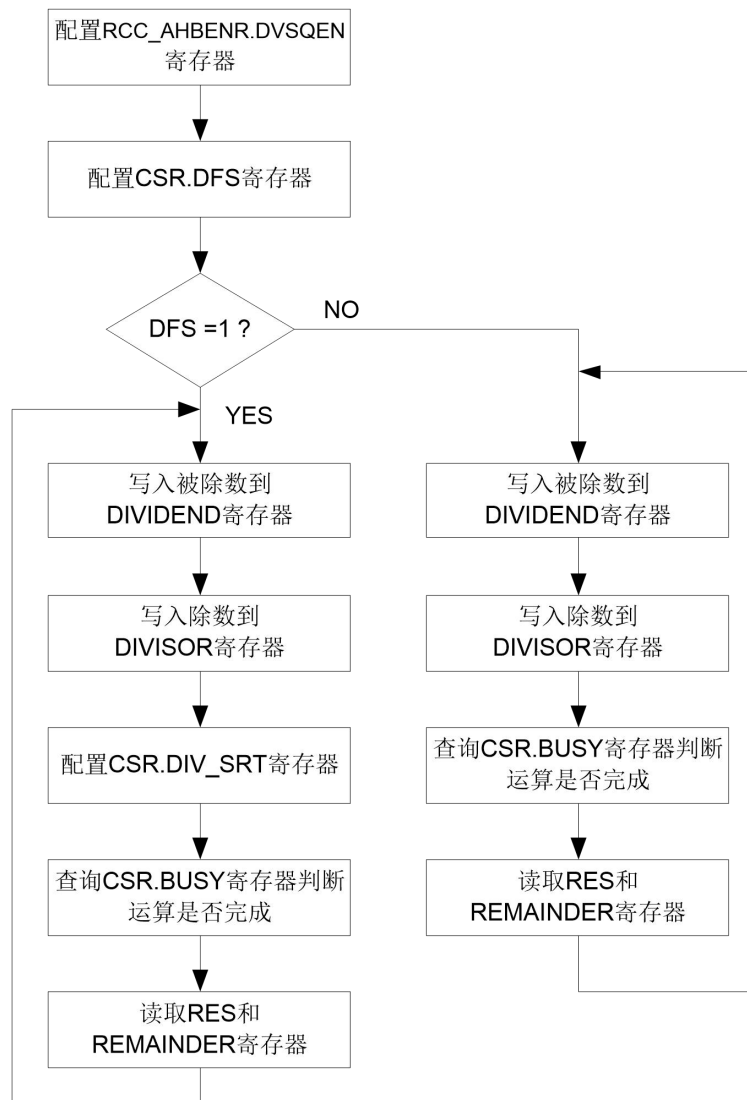 配置RCC_AHBENR.DVSQEN
寄存器
配置CSR.DFS寄存器
DFS =1 ?
NO
YES
写入被除数到
DIVIDEND寄存器
写入除数到
DIVISOR寄存器
配置CSR.DIV_SRT寄存器
查询CSR.BUSY寄存器判断
运算是否完成
读取RES和
REMAINDER寄存器
写入被除数到
DIVIDEND寄存器
写入除数到
DIVISOR寄存器
查询CSR.BUSY寄存器判断
运算是否完成
读取RES和
REMAINDER寄存器